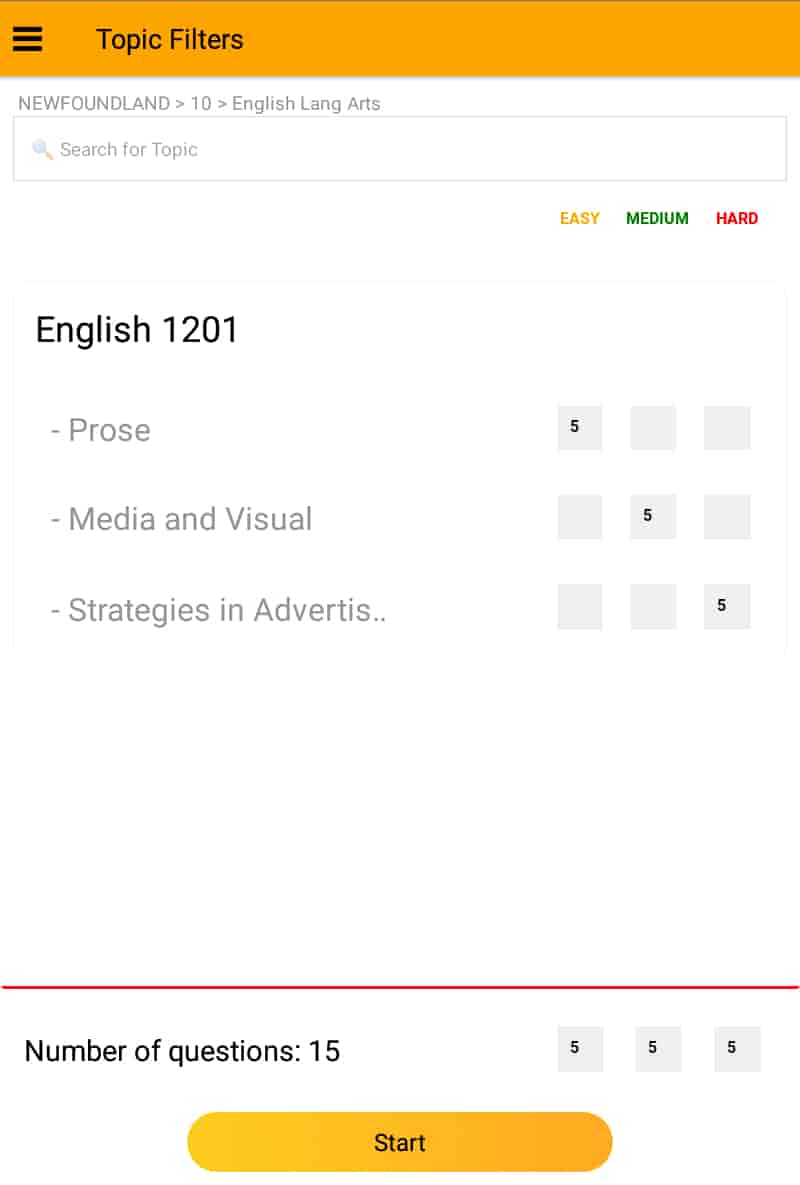 Topic Filters
NEWFOUNDLAND > 10 > English Lang Arts
🔍 Search for Topic
EASY MEDIUM HARD
English 1201
- Prose 5
- Media and Visual 5
- Strategies in Advertis.. 5
Number of questions: 15 5 5 5
Start